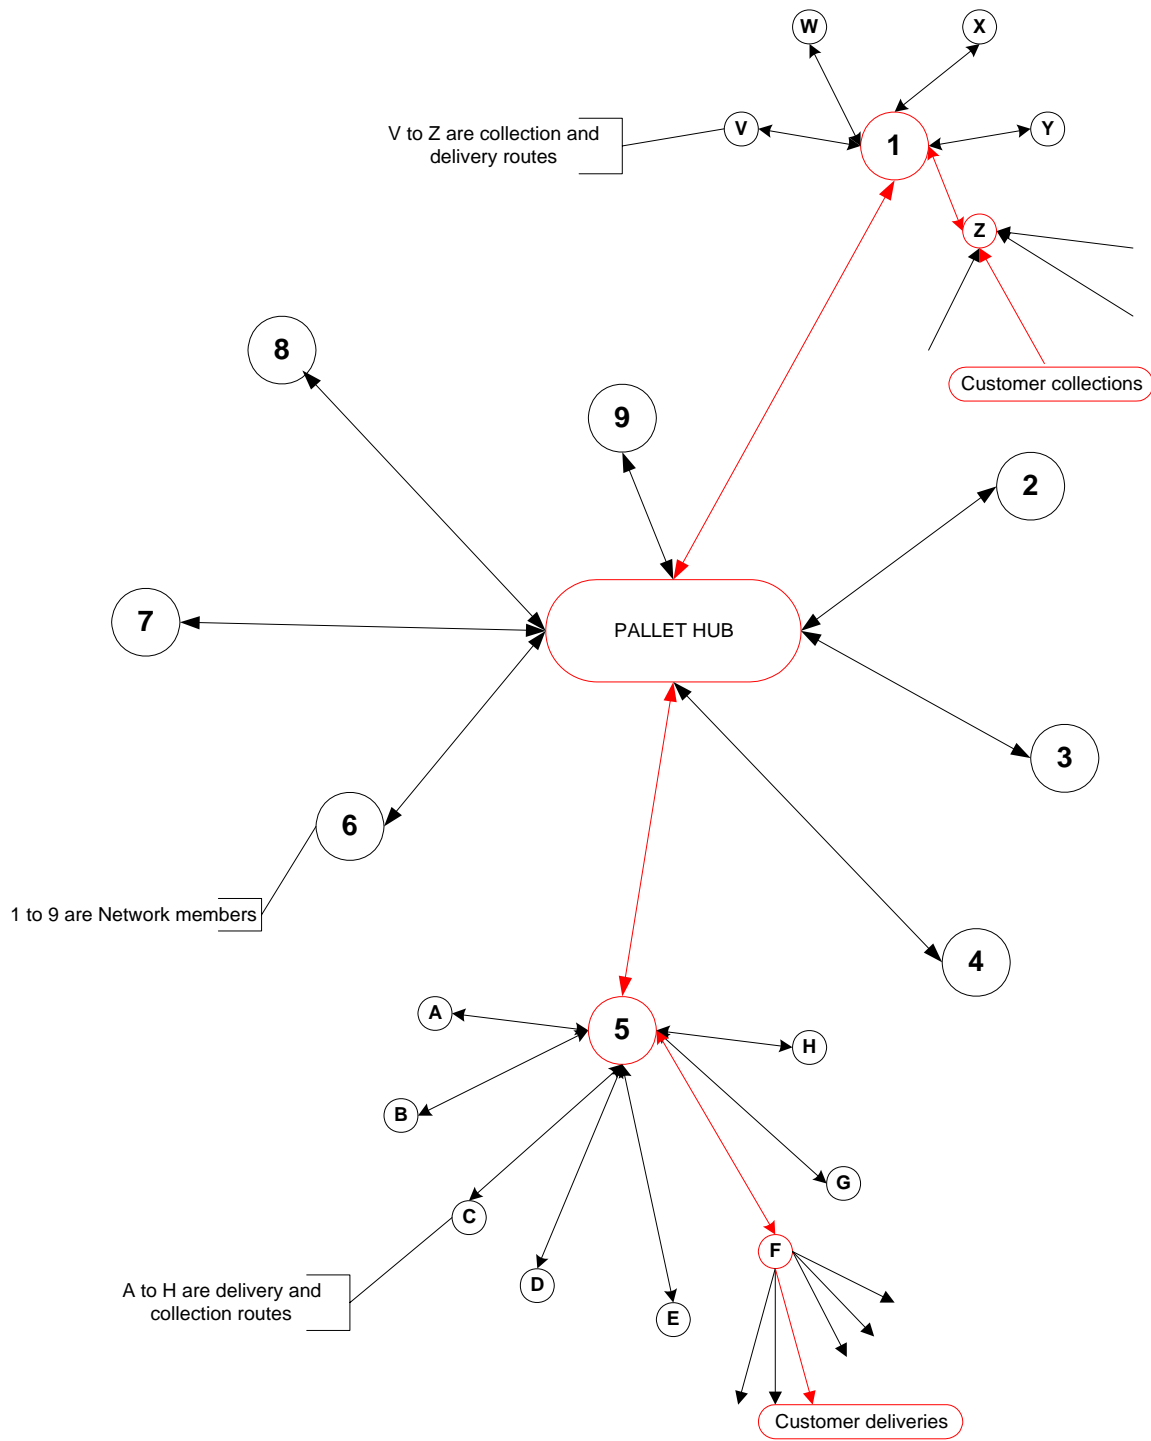 W
X
V to Z are collection and
delivery routes
V
1
Y
Z
8
Customer collections
9
2
7
PALLET HUB
3
6
1 to 9 are Network members
4
A
5
H
B
G
C
F
A to H are delivery and
collection routes
D
E
Customer deliveries